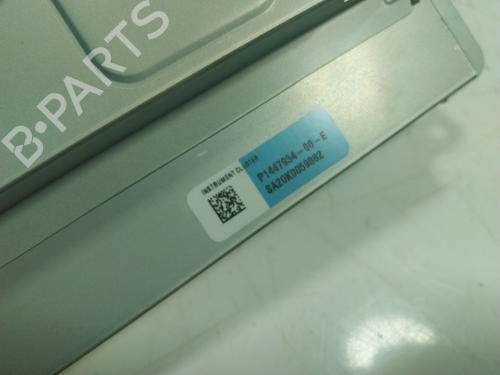 B-PARTS
INSTRUMENT CLUSTER
P1447934-00-E
SA20K0059882